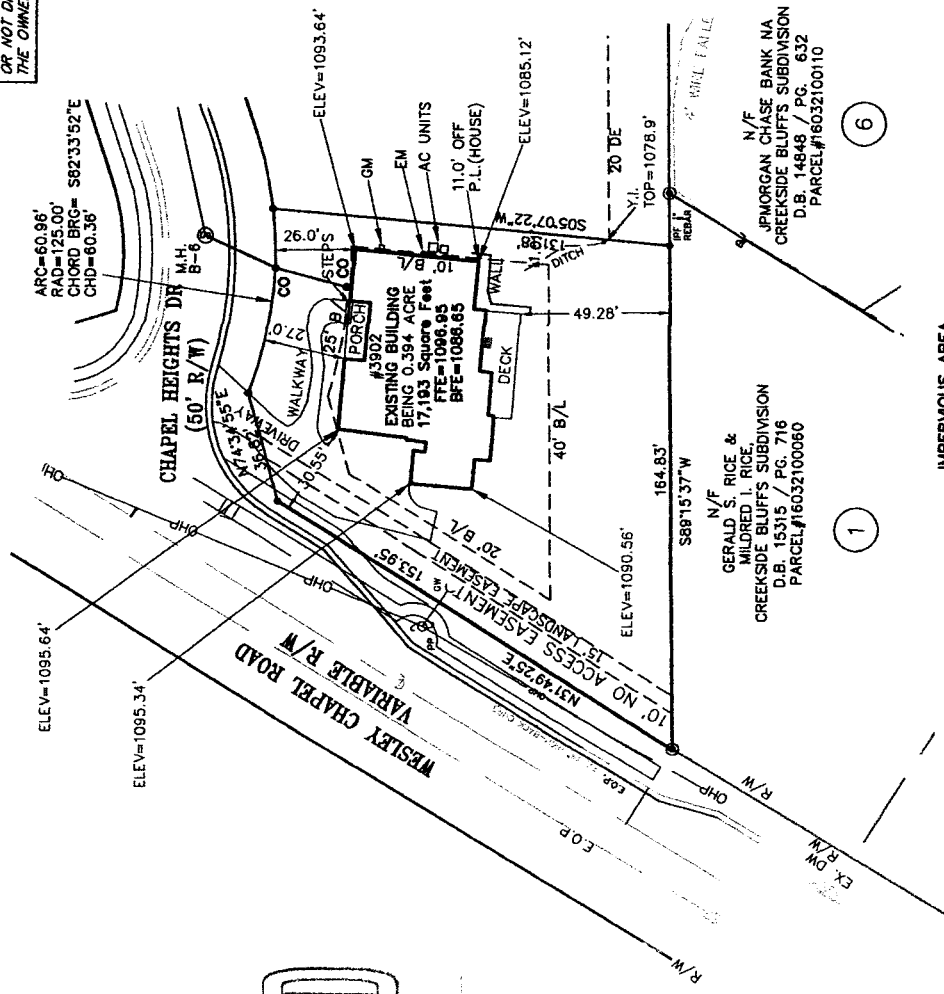 OR NOT D
THE OWNE
ARC=60.96'
RAD=125.00'
CHORD BRG= S82°33'52"E
CHD=60.36'
M.H.
B-6
CHAPEL HEIGHTS DR
(50' R/W)
ELEV=1093.64'
GM
EM
AC UNITS
11.0' OFF
P.L.(HOUSE)
ELEV=1085.12'
CO
CO
STEPS
26.0'
27.0'
25' B
PORCH
WALKWAY
DRIVEWAY
N74°34'55"E
36.85'
30.55'
10' B/L
#3902
EXISTING BUILDING
BEING 0.394 ACRE
17,193 Square Feet
FFE=1096.95
BFE=1086.65
S05°07'22"W
131.88'
20 DE
Y.I.
TOP=1078.9'
DITCH
WALL
DECK
49.28'
40' B/L
20' B/L
IPF 1"
REBAR
N/F
JPMORGAN CHASE BANK NA
CREEKSIDE BLUFFS SUBDIVISION
D.B. 14848 / PG. 632
PARCEL#16032100110
6
164.83'
S89°15'37"W
N/F
GERALD S. RICE &
MILDRED I. RICE,
CREEKSIDE BLUFFS SUBDIVISION
D.B. 15315 / PG. 716
PARCEL#16032100060
1
ELEV=1095.64'
ELEV=1095.34'
ELEV=1090.56'
OHP
OHP
OHP
OHP
PP
15' LANDSCAPE EASEMENT
10' NO ACCESS EASEMENT
153.95'
N31°49'25"E
WESLEY CHAPEL ROAD
VARIABLE R/W
E.O.P.
E.O.P
R/W
R/W
EX. DW
R/W
IMPERVIOUS AREA